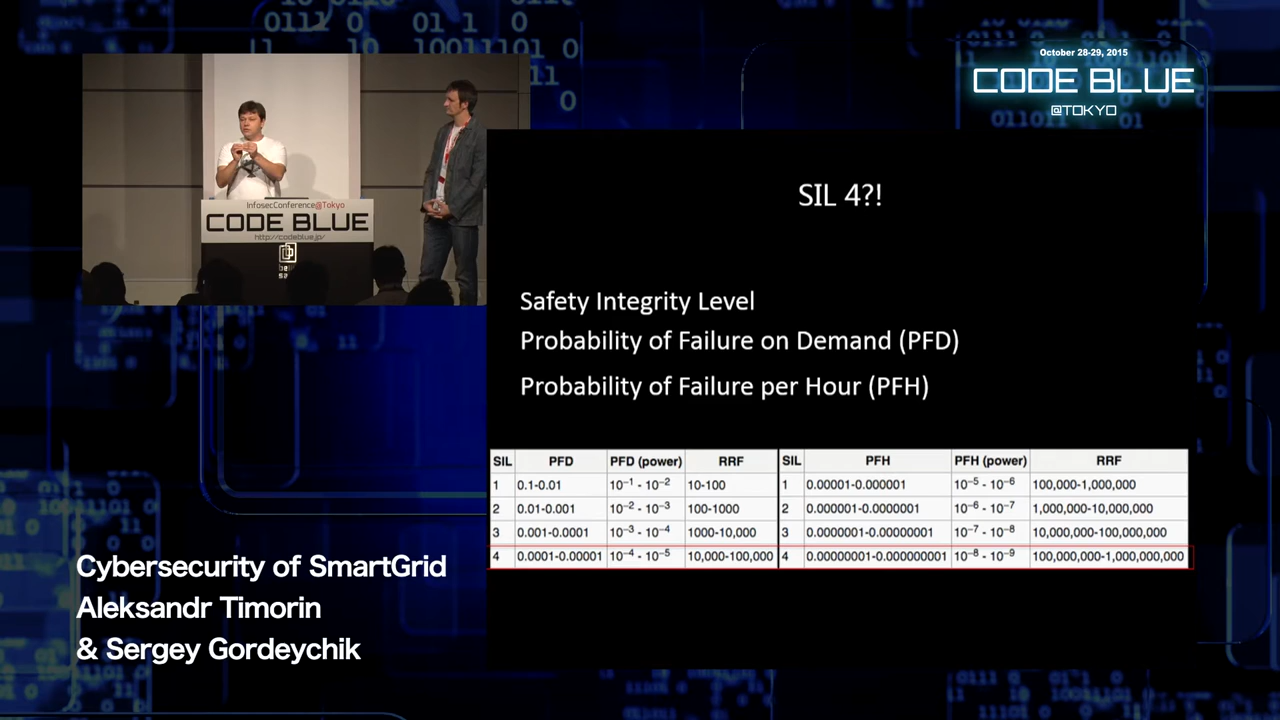 October 28-29, 2015
CODE BLUE
@TOKYO
InfosecConference@Tokyo
CODE BLUE
http://codeblue.jp/
SIL 4?!
Safety Integrity Level
Probability of Failure on Demand (PFD)
Probability of Failure per Hour (PFH)
SIL PFD PFD (power) RRF SIL PFH PFH (power) RRF
1 0.1-0.01 10⁻¹ - 10⁻² 10-100 1 0.00001-0.000001 10⁻⁵ - 10⁻⁶ 100,000-1,000,000
2 0.01-0.001 10⁻² - 10⁻³ 100-1000 2 0.000001-0.0000001 10⁻⁶ - 10⁻⁷ 1,000,000-10,000,000
3 0.001-0.0001 10⁻³ - 10⁻⁴ 1000-10,000 3 0.0000001-0.00000001 10⁻⁷ - 10⁻⁸ 10,000,000-100,000,000
4 0.0001-0.00001 10⁻⁴ - 10⁻⁵ 10,000-100,000 4 0.00000001-0.000000001 10⁻⁸ - 10⁻⁹ 100,000,000-1,000,000,000
Cybersecurity of SmartGrid
Aleksandr Timorin
& Sergey Gordeychik